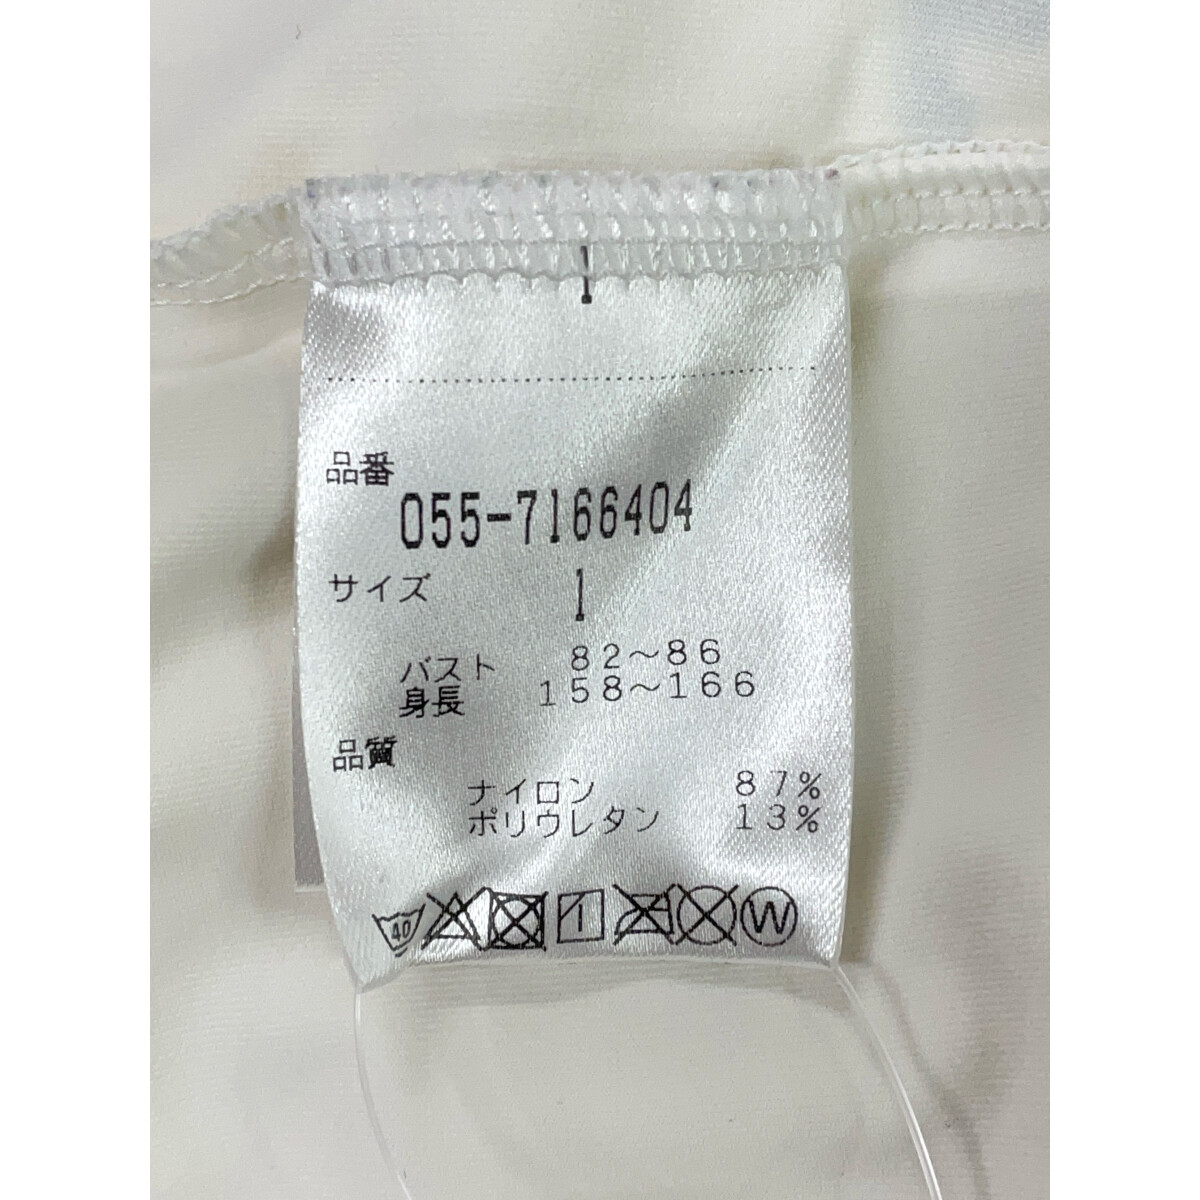 1
品番
055-7166404
サイズ 1
バスト 82～86
身長 158～166
品質
ナイロン 87%
ポリウレタン 13%
40 W